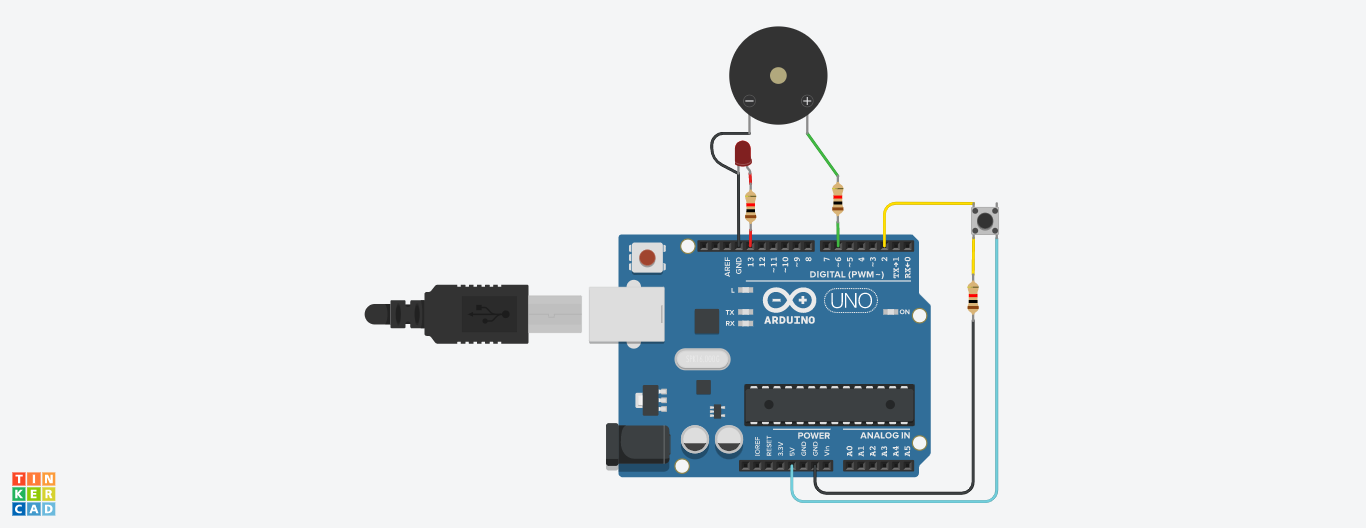 AREF
GND
13
12
~11
~10
~9
8
7
~6
~5
4
~3
2
TX→1
RX←0
DIGITAL (PWM~)
L
TX
RX
UNO
ARDUINO
ON
POWER
ANALOG IN
IOREF
RESET
3.3V
5V
GND
GND
Vin
A0
A1
A2
A3
A4
A5
TIN
KER
CAD